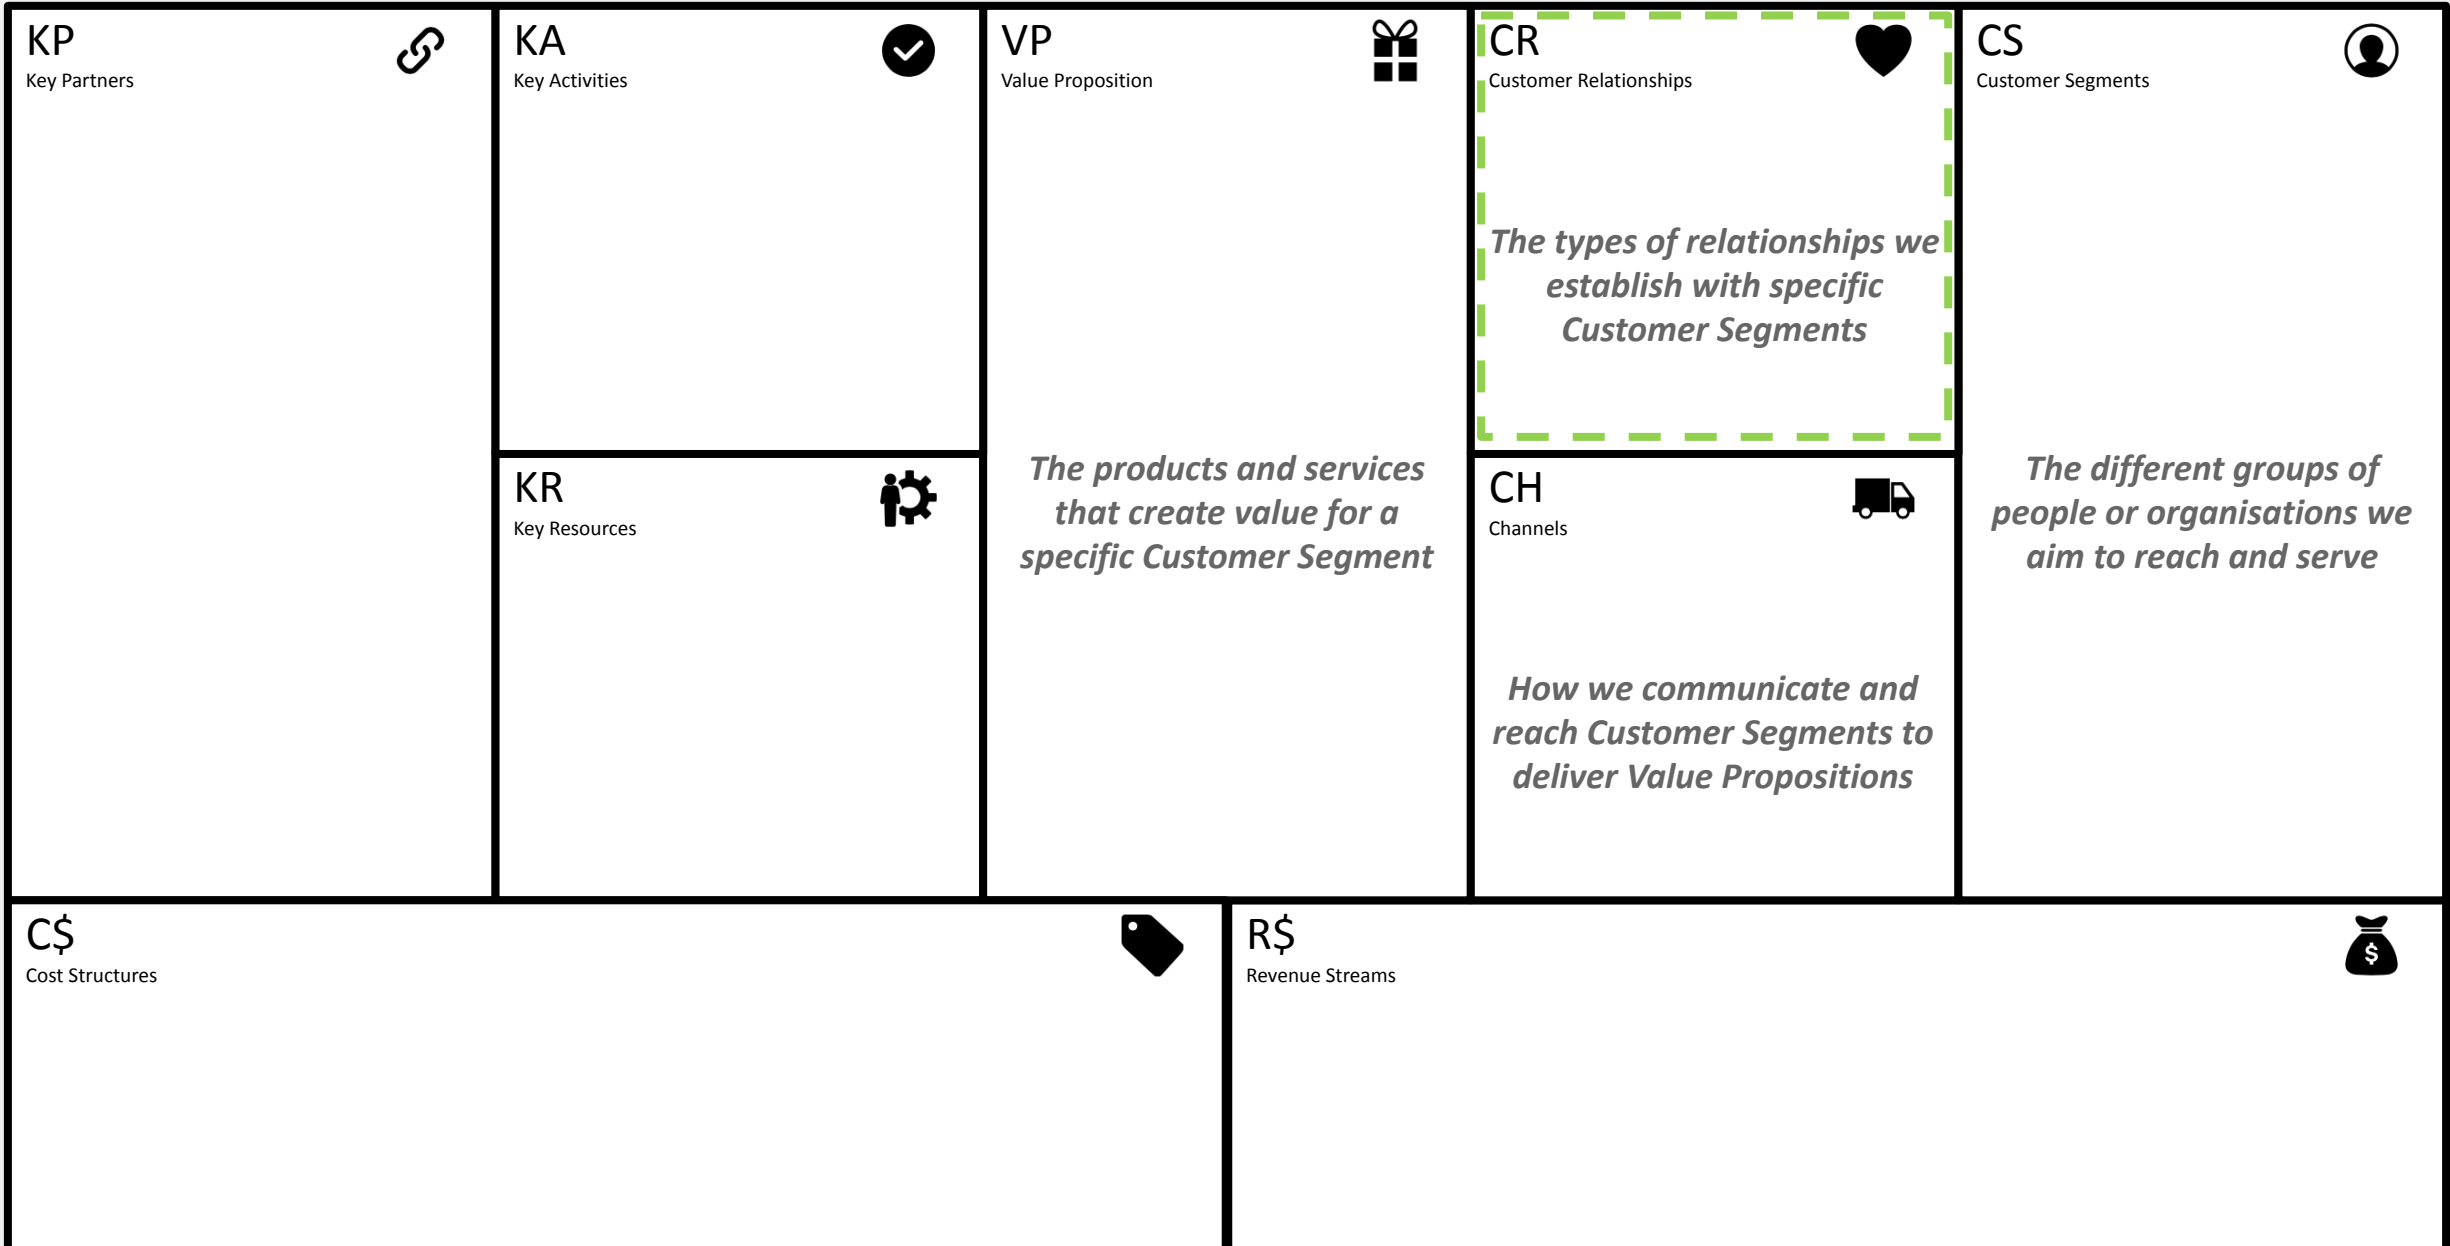 KP
Key Partners
KA
Key Activities
KR
Key Resources
VP
Value Proposition
The products and services
that create value for a
specific Customer Segment
CR
Customer Relationships
The types of relationships we
establish with specific
Customer Segments
CH
Channels
How we communicate and
reach Customer Segments to
deliver Value Propositions
CS
Customer Segments
The different groups of
people or organisations we
aim to reach and serve
C$
Cost Structures
R$
Revenue Streams
$